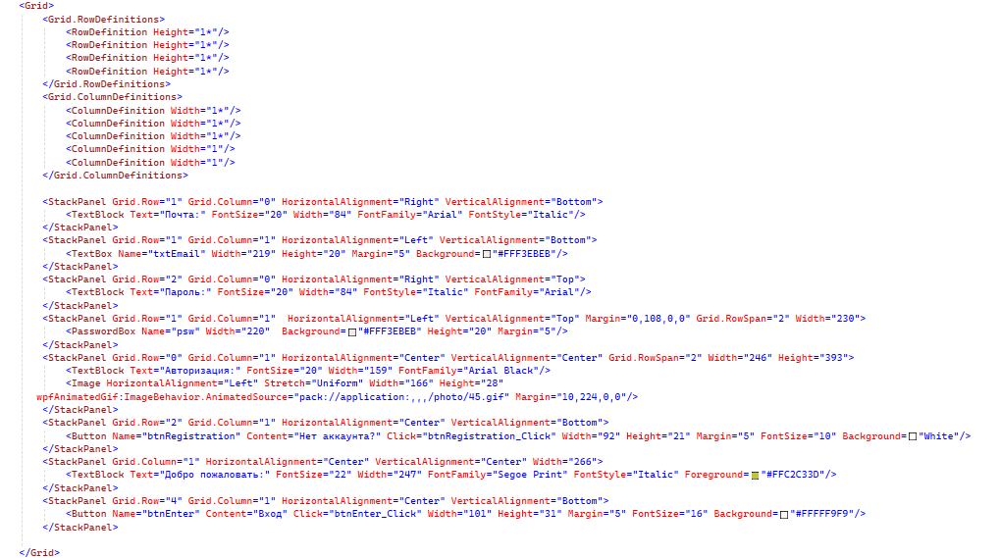 <Grid>
<Grid.RowDefinitions>
<RowDefinition Height="1*"/>
<RowDefinition Height="1*"/>
<RowDefinition Height="1*"/>
<RowDefinition Height="1*"/>
</Grid.RowDefinitions>
<Grid.ColumnDefinitions>
<ColumnDefinition Width="1*"/>
<ColumnDefinition Width="1*"/>
<ColumnDefinition Width="1*"/>
<ColumnDefinition Width="1"/>
<ColumnDefinition Width="1"/>
</Grid.ColumnDefinitions>
<StackPanel Grid.Row="1" Grid.Column="0" HorizontalAlignment="Right" VerticalAlignment="Bottom">
<TextBlock Text="Почта:" FontSize="20" Width="84" FontFamily="Arial" FontStyle="Italic"/>
</StackPanel>
<StackPanel Grid.Row="1" Grid.Column="1" HorizontalAlignment="Left" VerticalAlignment="Bottom">
<TextBox Name="txtEmail" Width="219" Height="20" Margin="5" Background="#FFF3EBEB"/>
</StackPanel>
<StackPanel Grid.Row="2" Grid.Column="0" HorizontalAlignment="Right" VerticalAlignment="Top">
<TextBlock Text="Пароль:" FontSize="20" Width="84" FontStyle="Italic" FontFamily="Arial"/>
</StackPanel>
<StackPanel Grid.Row="1" Grid.Column="1"  HorizontalAlignment="Left" VerticalAlignment="Top" Margin="0,108,0,0" Grid.RowSpan="2" Width="230">
<PasswordBox Name="psw" Width="220"  Background="#FFF3EBEB" Height="20" Margin="5"/>
</StackPanel>
<StackPanel Grid.Row="0" Grid.Column="1" HorizontalAlignment="Center" VerticalAlignment="Center" Grid.RowSpan="2" Width="246" Height="393">
<TextBlock Text="Авторизация:" FontSize="20" Width="159" FontFamily="Arial Black"/>
<Image HorizontalAlignment="Left" Stretch="Uniform" Width="166" Height="28"
wpfAnimatedGif:ImageBehavior.AnimatedSource="pack://application:,,,/photo/45.gif" Margin="10,224,0,0"/>
</StackPanel>
<StackPanel Grid.Row="2" Grid.Column="1" HorizontalAlignment="Center" VerticalAlignment="Bottom">
<Button Name="btnRegistration" Content="Нет аккаунта?" Click="btnRegistration_Click" Width="92" Height="21" Margin="5" FontSize="10" Background="White"/>
</StackPanel>
<StackPanel Grid.Column="1" HorizontalAlignment="Center" VerticalAlignment="Center" Width="266">
<TextBlock Text="Добро пожаловать:" FontSize="22" Width="247" FontFamily="Segoe Print" FontStyle="Italic" Foreground="#FFC2C33D"/>
</StackPanel>
<StackPanel Grid.Row="4" Grid.Column="1" HorizontalAlignment="Center" VerticalAlignment="Bottom">
<Button Name="btnEnter" Content="Вход" Click="btnEnter_Click" Width="101" Height="31" Margin="5" FontSize="16" Background="#FFFFF9F9"/>
</StackPanel>
</Grid>